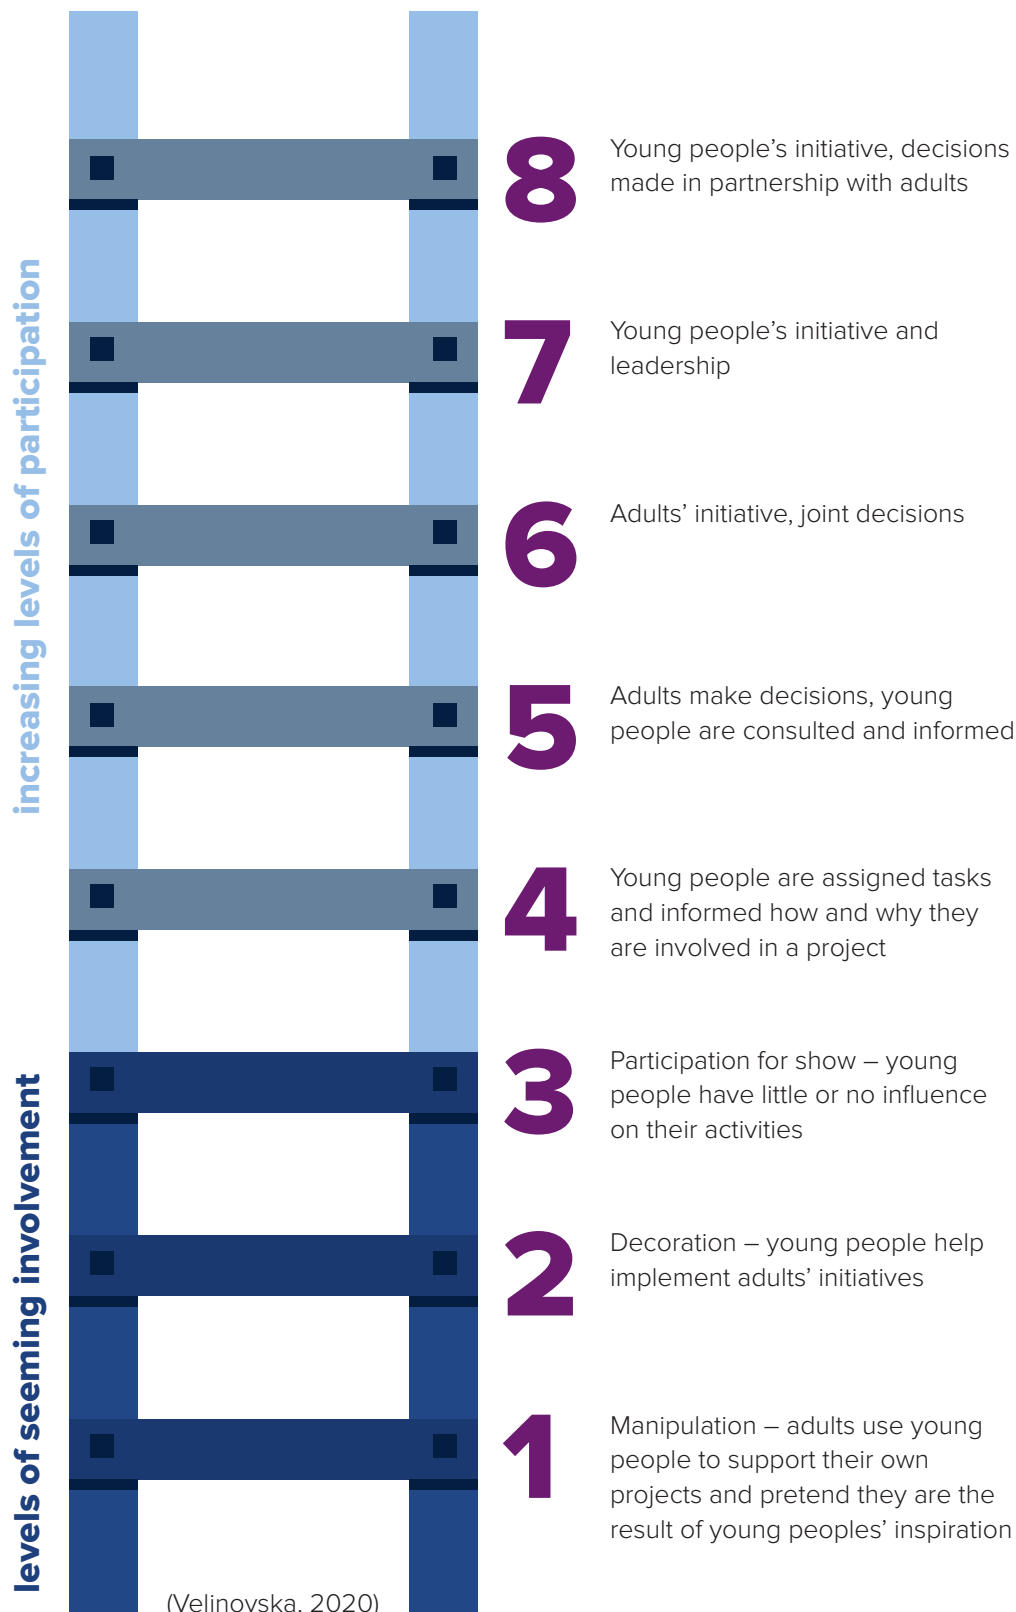 8
Young people’s initiative, decisions
made in partnership with adults
7
Young people’s initiative and
leadership
6
Adults’ initiative, joint decisions
5
Adults make decisions, young
people are consulted and informed
4
Young people are assigned tasks
and informed how and why they
are involved in a project
increasing levels of participation
3
Participation for show – young
people have little or no influence
on their activities
2
Decoration – young people help
implement adults’ initiatives
1
Manipulation – adults use young
people to support their own
projects and pretend they are the
result of young peoples’ inspiration
levels of seeming involvement
(Velinovska, 2020)